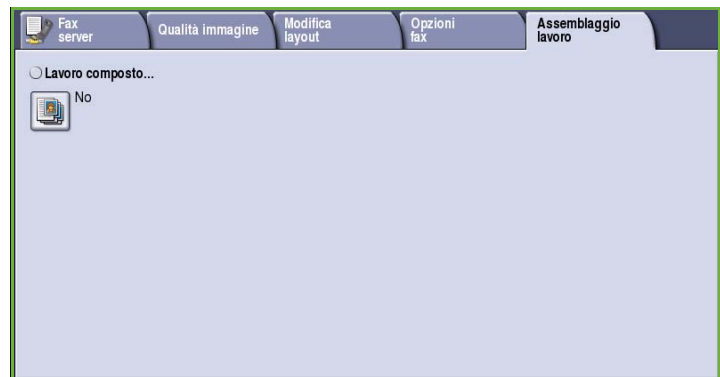 Fax
server
Qualità immagine
Modifica
layout
Opzioni
fax
Assemblaggio
lavoro
Lavoro composto...
No